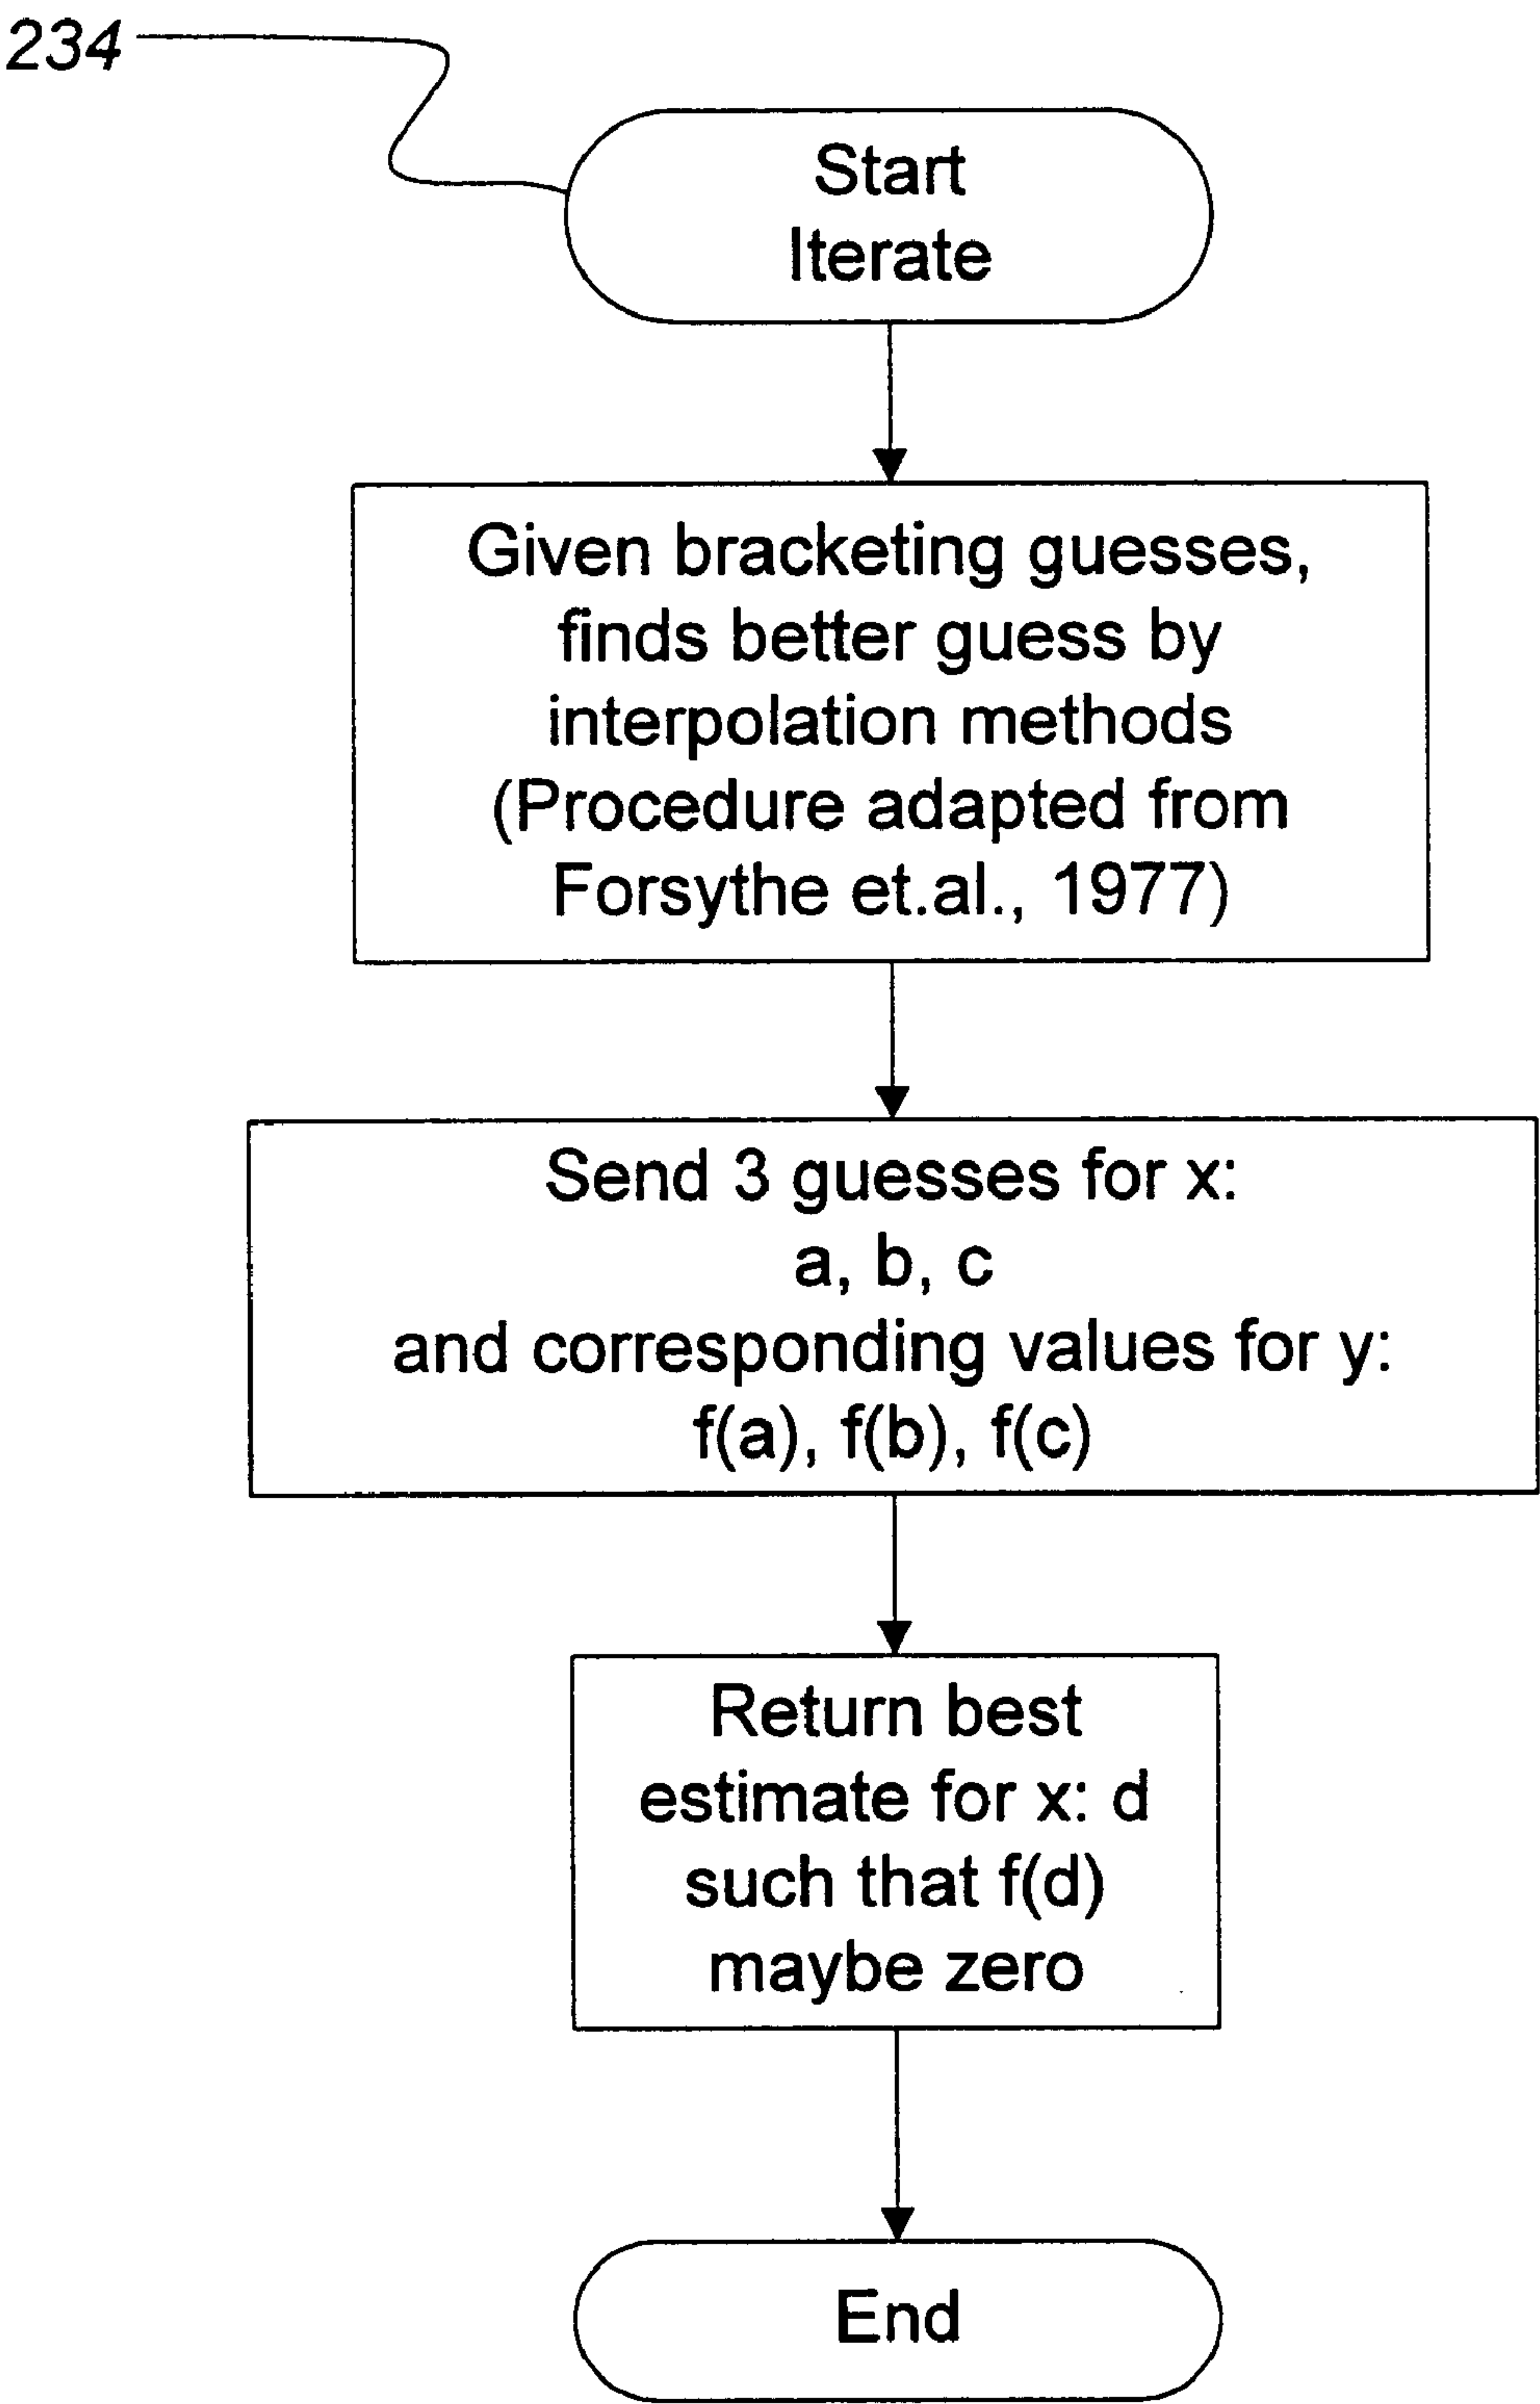 234
Start
Iterate
Given bracketing guesses,
finds better guess by
interpolation methods
(Procedure adapted from
Forsythe et.al., 1977)
Send 3 guesses for x:
a, b, c
and corresponding values for y:
f(a), f(b), f(c)
Return best
estimate for x: d
such that f(d)
maybe zero
End